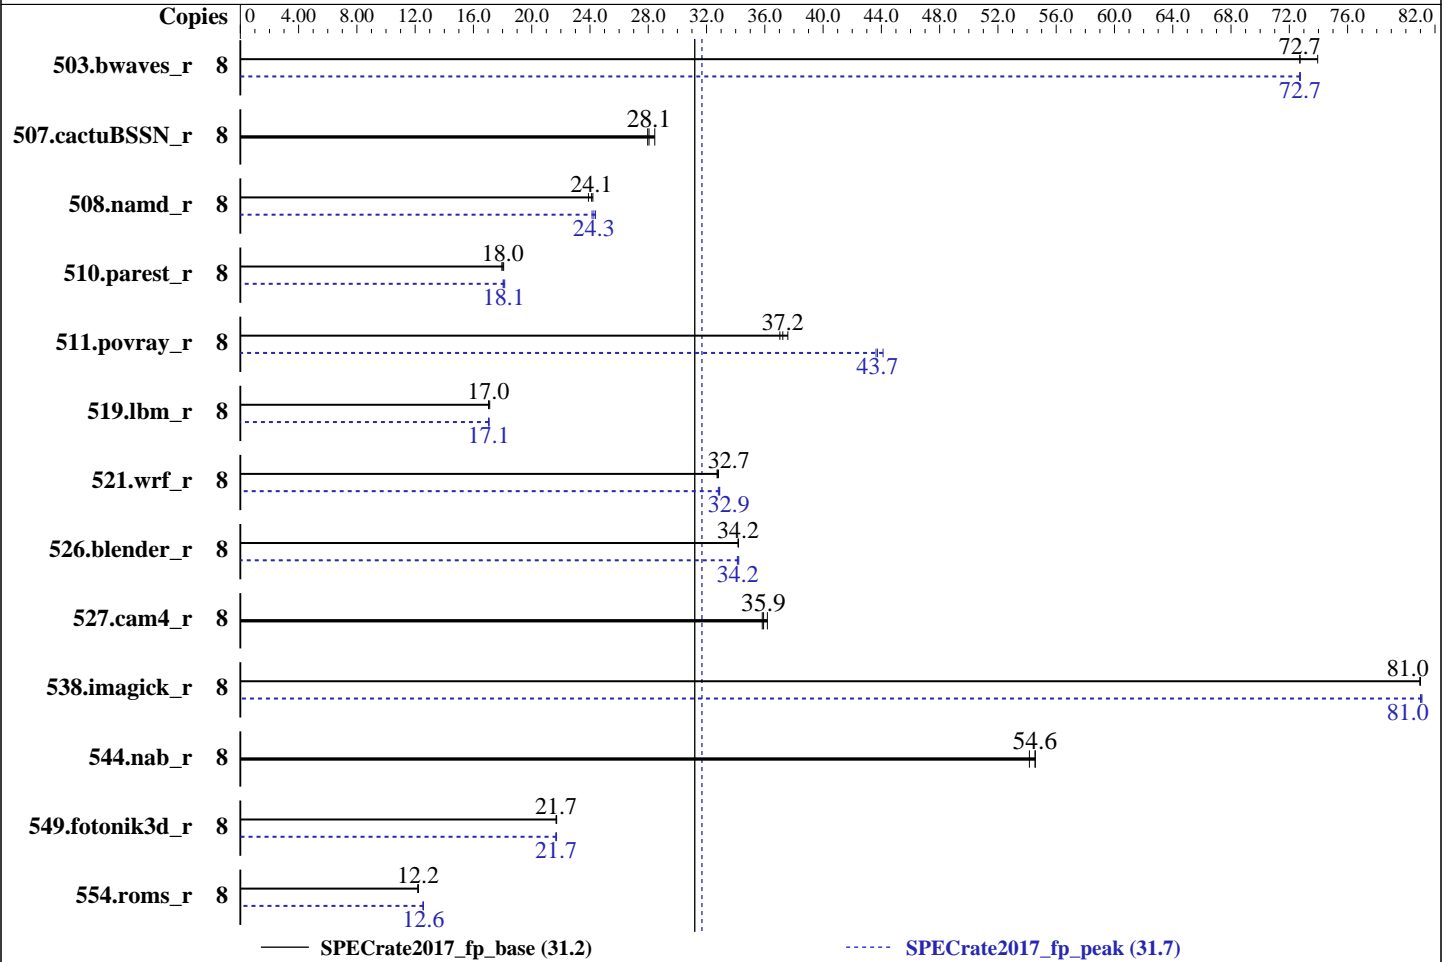 Copies 0 4.00 8.00 12.0 16.0 20.0 24.0 28.0 32.0 36.0 40.0 44.0 48.0 52.0 56.0 60.0 64.0 68.0 72.0 76.0 82.0
503.bwaves_r 8 72.7
72.7
507.cactuBSSN_r 8 28.1
508.namd_r 8 24.1
24.3
510.parest_r 8 18.0
18.1
511.povray_r 8 37.2
43.7
519.lbm_r 8 17.0
17.1
521.wrf_r 8 32.7
32.9
526.blender_r 8 34.2
34.2
527.cam4_r 8 35.9
538.imagick_r 8 81.0
81.0
544.nab_r 8 54.6
549.fotonik3d_r 8 21.7
21.7
554.roms_r 8 12.2
12.6
SPECrate2017_fp_base (31.2) SPECrate2017_fp_peak (31.7)